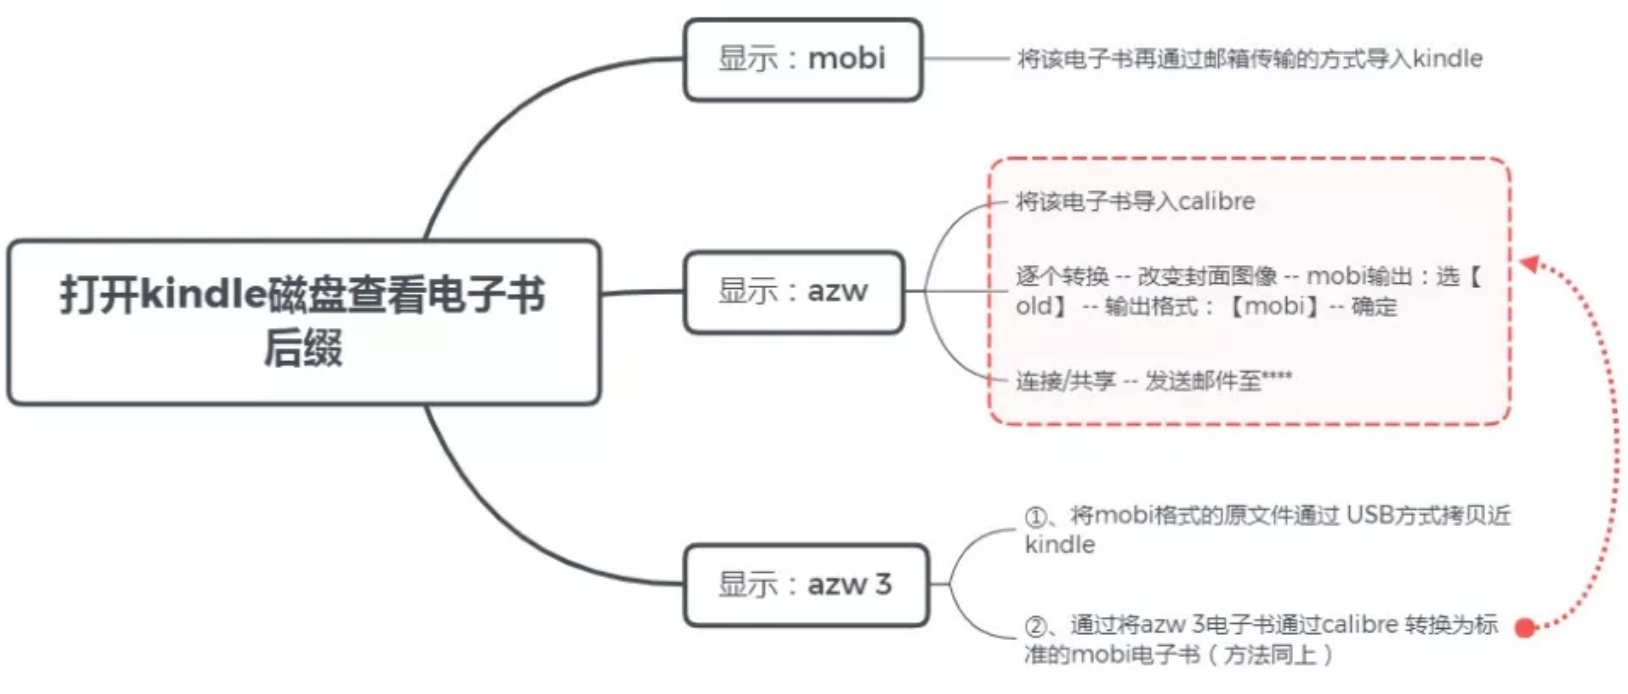 显示：mobi
将该电子书再通过邮箱传输的方式导入kindle
打开kindle磁盘查看电子书
后缀
显示：azw
将该电子书导入calibre
逐个转换 -- 改变封面图像 -- mobi输出：选【
old】 -- 输出格式：【mobi】-- 确定
连接/共享 -- 发送邮件至****
显示：azw 3
①、将mobi格式的原文件通过 USB方式拷贝近
kindle
②、通过将azw 3电子书通过calibre 转换为标
准的mobi电子书（方法同上）